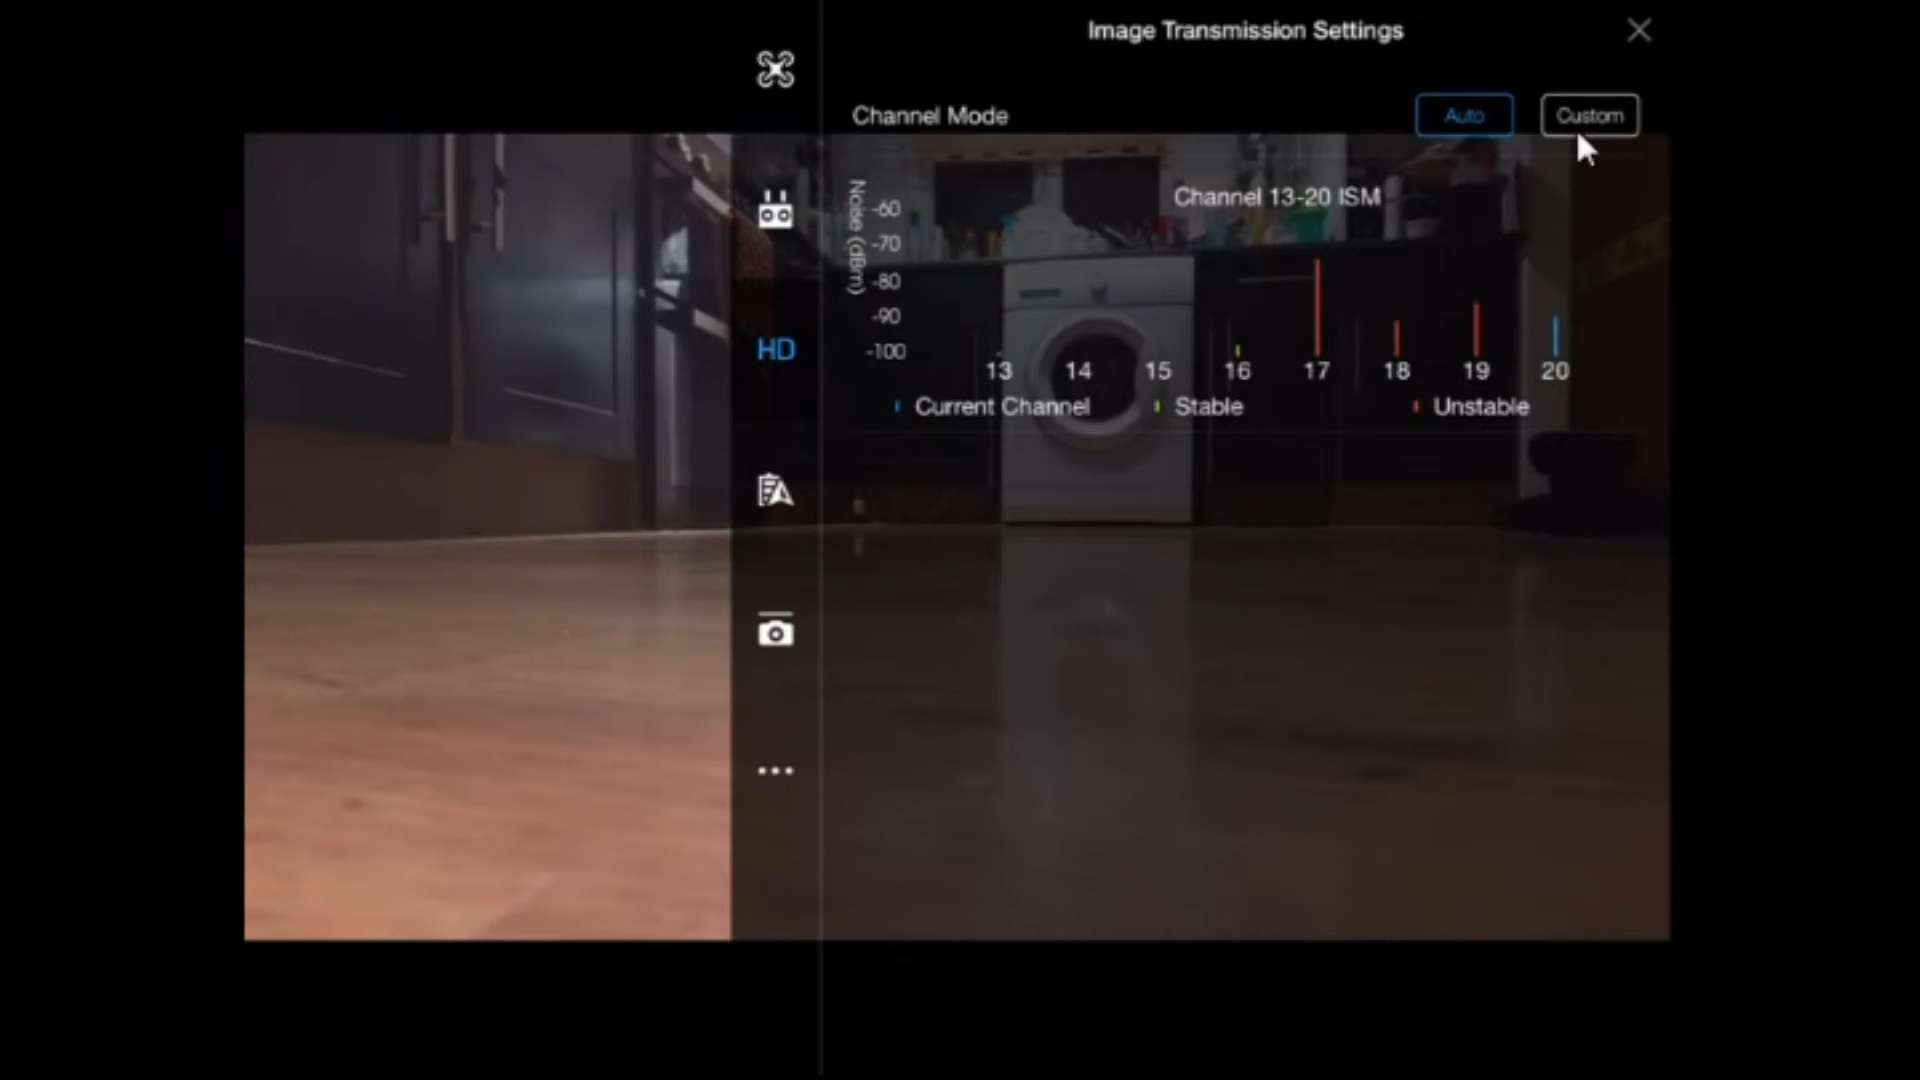 Image Transmission Settings
Channel Mode
Auto
Custom
Channel 13-20 ISM
Noise (dBm)
-60
-70
-80
-90
-100
13 14 15 16 17 18 19 20
Current Channel
Stable
Unstable
HD